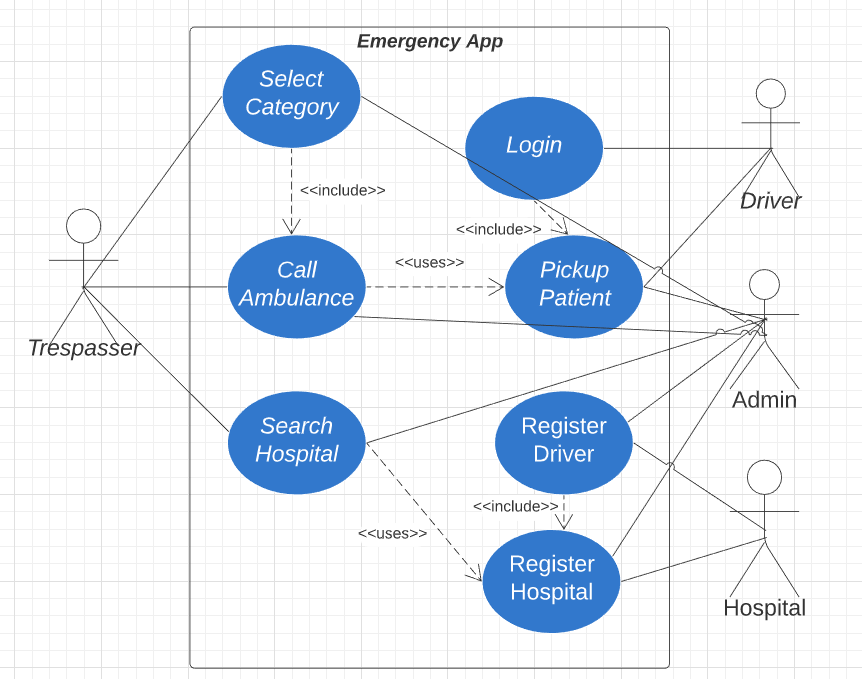 Emergency App
Select
Category
Login
<<include>>
Driver
<<include>>
Call
Ambulance
<<uses>>
Pickup
Patient
Trespasser
Admin
Search
Hospital
Register
Driver
<<include>>
<<uses>>
Register
Hospital
Hospital